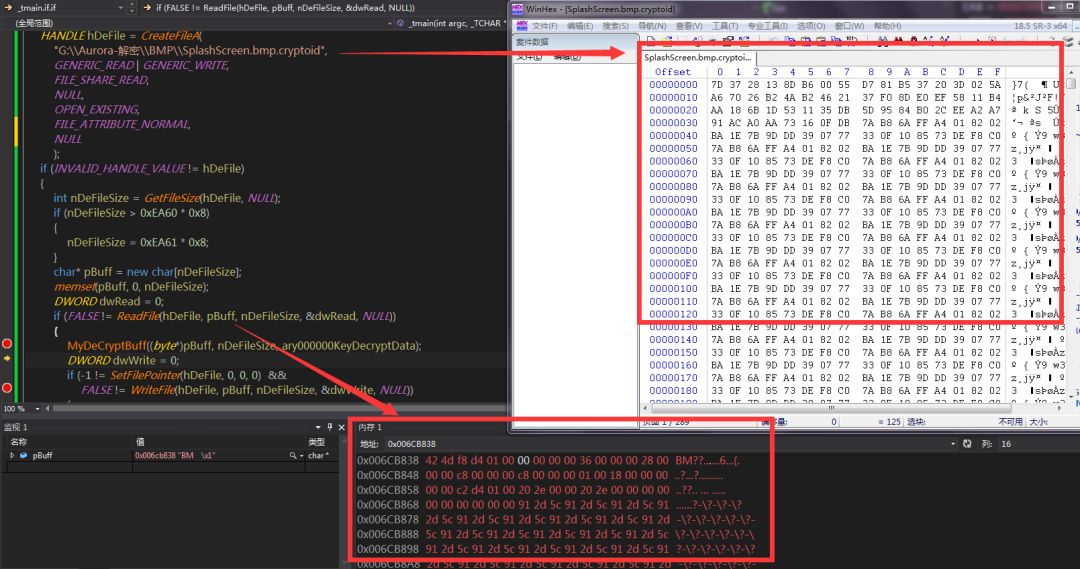 _tmain.if.if
if (FALSE != ReadFile(hDeFile, pBuff, nDeFileSize, &dwRead, NULL))
(全局范围)
_tmain(int argc, _TCHAR *
HANDLE hDeFile = CreateFileA(
"G:\\Aurora-解密\\BMP\\SplashScreen.bmp.cryptoid",
GENERIC_READ| GENERIC_WRITE,
FILE_SHARE_READ,
NULL,
OPEN_EXISTING,
FILE_ATTRIBUTE_NORMAL,
NULL
);
if (INVALID_HANDLE_VALUE != hDeFile)
{
int nDeFileSize = GetFileSize(hDeFile, NULL);
if (nDeFileSize > 0xEA60 * 0x8)
{
nDeFileSize = 0xEA61 * 0x8;
}
char* pBuff = new char[nDeFileSize];
memset(pBuff, 0, nDeFileSize);
DWORD dwRead = 0;
if (FALSE != ReadFile(hDeFile, pBuff, nDeFileSize, &dwRead, NULL))
{
MyDeCryptBuff((byte*)pBuff, nDeFileSize, ary000000KeyDecryptData);
DWORD dwWrite = 0;
if (-1 != SetFilePointer(hDeFile, 0, 0, 0) &&
FALSE != WriteFile(hDeFile, pBuff, nDeFileSize, &dwWrite, NULL))
100 %
WinHex - [SplashScreen.bmp.cryptoid]
文件(F) 编辑(E) 搜索(S) 导航(N) 查看(V) 工具(T) 专业工具(I) 选项(O) 窗口(W) 帮助(H)
18.5 SR-3 x64
案件数据
文件(L) 编辑(D)
SplashScreen.bmp.cryptoi...
Offset 0 1 2 3 4 5 6 7 8 9 A B C D E F
00000000 7D 37 28 13 8D B6 00 55 D7 81 B5 37 20 3D 02 5A
00000010 A6 70 26 B2 4A B2 46 21 37 F0 8D E0 EF 58 11 B4
00000020 AA 18 6B 1D 53 11 35 DB 5D 95 84 B0 2C EE A2 A7
00000030 91 AC A0 AA 73 16 0F DB 7A B8 6A FF A4 01 82 02
00000040 BA 1E 7B 9D DD 39 07 77 33 0F 10 85 73 DE F8 C0
00000050 7A B8 6A FF A4 01 82 02 BA 1E 7B 9D DD 39 07 77
00000060 33 0F 10 85 73 DE F8 C0 7A B8 6A FF A4 01 82 02
00000070 BA 1E 7B 9D DD 39 07 77 33 0F 10 85 73 DE F8 C0
00000080 7A B8 6A FF A4 01 82 02 BA 1E 7B 9D DD 39 07 77
00000090 33 0F 10 85 73 DE F8 C0 7A B8 6A FF A4 01 82 02
000000A0 BA 1E 7B 9D DD 39 07 77 33 0F 10 85 73 DE F8 C0
000000B0 7A B8 6A FF A4 01 82 02 BA 1E 7B 9D DD 39 07 77
000000C0 33 0F 10 85 73 DE F8 C0 7A B8 6A FF A4 01 82 02
000000D0 BA 1E 7B 9D DD 39 07 77 33 0F 10 85 73 DE F8 C0
000000E0 7A B8 6A FF A4 01 82 02 BA 1E 7B 9D DD 39 07 77
000000F0 33 0F 10 85 73 DE F8 C0 7A B8 6A FF A4 01 82 02
00000100 BA 1E 7B 9D DD 39 07 77 33 0F 10 85 73 DE F8 C0
00000110 7A B8 6A FF A4 01 82 02 BA 1E 7B 9D DD 39 07 77
00000120 33 0F 10 85 73 DE F8 C0 7A B8 6A FF A4 01 82 02
00000130 BA 1E 7B 9D DD 39 07 77 33 0F 10 85 73 DE F8 C0
00000140 7A B8 6A FF A4 01 82 02 BA 1E 7B 9D DD 39 07 77
00000150 33 0F 10 85 73 DE F8 C0 7A B8 6A FF A4 01 82 02
00000160 BA 1E 7B 9D DD 39 07 77 33 0F 10 85 73 DE F8 C0
00000170 7A B8 6A FF A4 01 82 02 BA 1E 7B 9D DD 39 07 77
00000180 33 0F 10 85 73 DE F8 C0 7A B8 6A FF A4 01 82 02
页面 1 / 289
0
= 125
选块:
不可用
大小:
监视 1
名称 值 类型
pBuff 0x006cb838 "BM \x1" char *
内存 1
地址: 0x006CB838
列: 16
0x006CB838 42 4d f8 d4 01 00 00 00 00 00 36 00 00 00 28 00 BM??......6...(.
0x006CB848 00 00 c8 00 00 00 c8 00 00 00 01 00 18 00 00 00 ..?...?.........
0x006CB858 00 00 c2 d4 01 00 20 2e 00 00 20 2e 00 00 00 00 ..??.. ... .....
0x006CB868 00 00 00 00 00 00 91 2d 5c 91 2d 5c 91 2d 5c 91 ......?-\?-\?-\?
0x006CB878 2d 5c 91 2d 5c 91 2d 5c 91 2d 5c 91 2d 5c 91 2d -\?-\?-\?-\?-\?-
0x006CB888 5c 91 2d 5c 91 2d 5c 91 2d 5c 91 2d 5c 91 2d 5c \?-\?-\?-\?-\?-\
0x006CB898 91 2d 5c 91 2d 5c 91 2d 5c 91 2d 5c 91 2d 5c 91 ?-\?-\?-\?-\?-\?
0x006CB8A8 2d 5c 91 2d 5c 91 2d 5c 91 2d 5c 91 2d 5c 91 2d